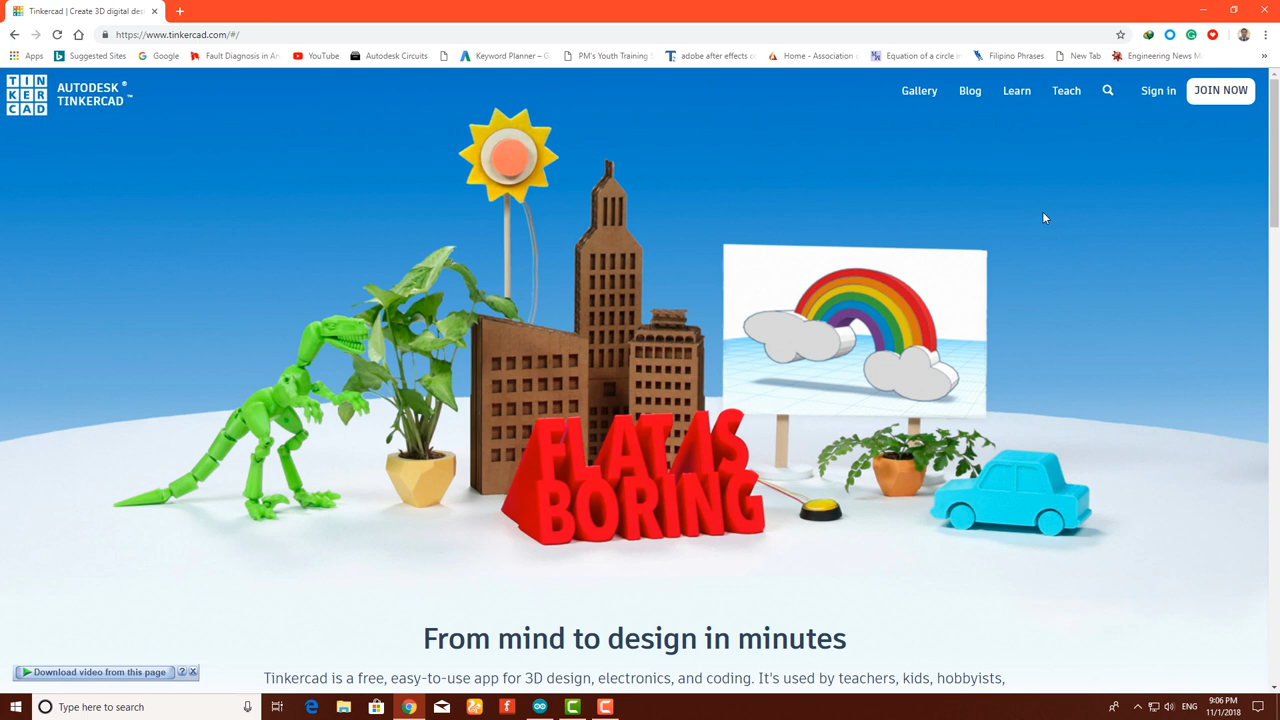 Tinkercad | Create 3D digital des
https://www.tinkercad.com/#/
Apps
Suggested Sites
Google
Fault Diagnosis in An
YouTube
Autodesk Circuits
Keyword Planner – G
PM's Youth Training S
adobe after effects c
Home - Association o
Equation of a circle i
Filipino Phrases
New Tab
Engineering News M
»
TIN
KER
CAD
AUTODESK ®
TINKERCAD ™
Gallery
Blog
Learn
Teach
Sign in
JOIN NOW
FLAT IS
BORING
From mind to design in minutes
Tinkercad is a free, easy-to-use app for 3D design, electronics, and coding. It's used by teachers, kids, hobbyists,
Download video from this page
?
X
Type here to search
ENG
9:06 PM
11/1/2018